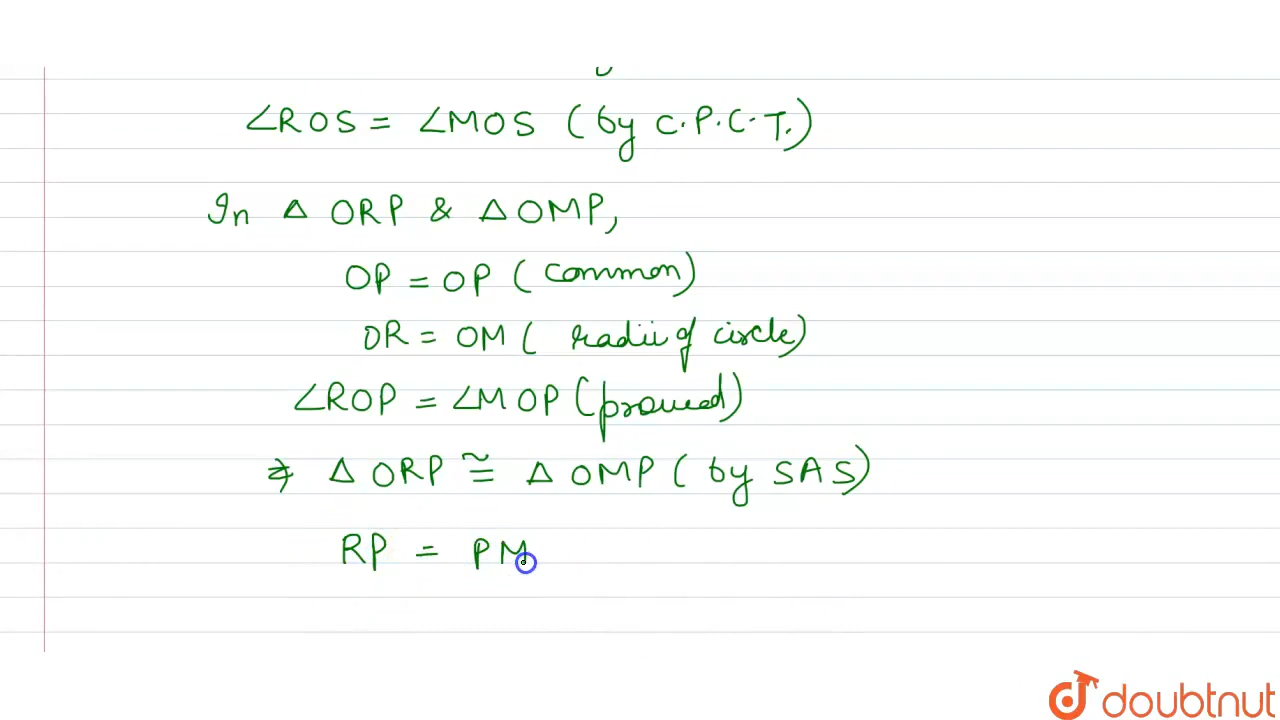 ∠ROS = ∠MOS (by C.P.C.T.)
In △ ORP & △ OMP,
OP = OP (common)
OR = OM (radii of circle)
∠ROP = ∠MOP (proved)
⇒ △ ORP ≅ △ OMP (by SAS)
RP = PM
doubtnut